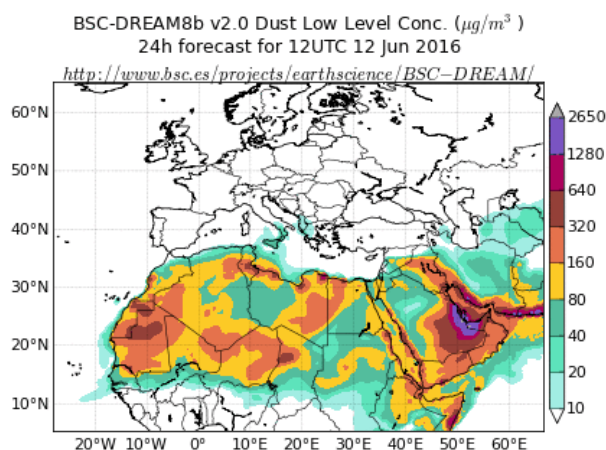 BSC-DREAM8b v2.0 Dust Low Level Conc. (μg/m³ )
24h forecast for 12UTC 12 Jun 2016
http://www.bsc.es/projects/earthscience/BSC−DREAM/
60°N
50°N
40°N
30°N
20°N
10°N
20°W 10°W 0° 10°E 20°E 30°E 40°E 50°E 60°E
2650
1280
640
320
160
80
40
20
10